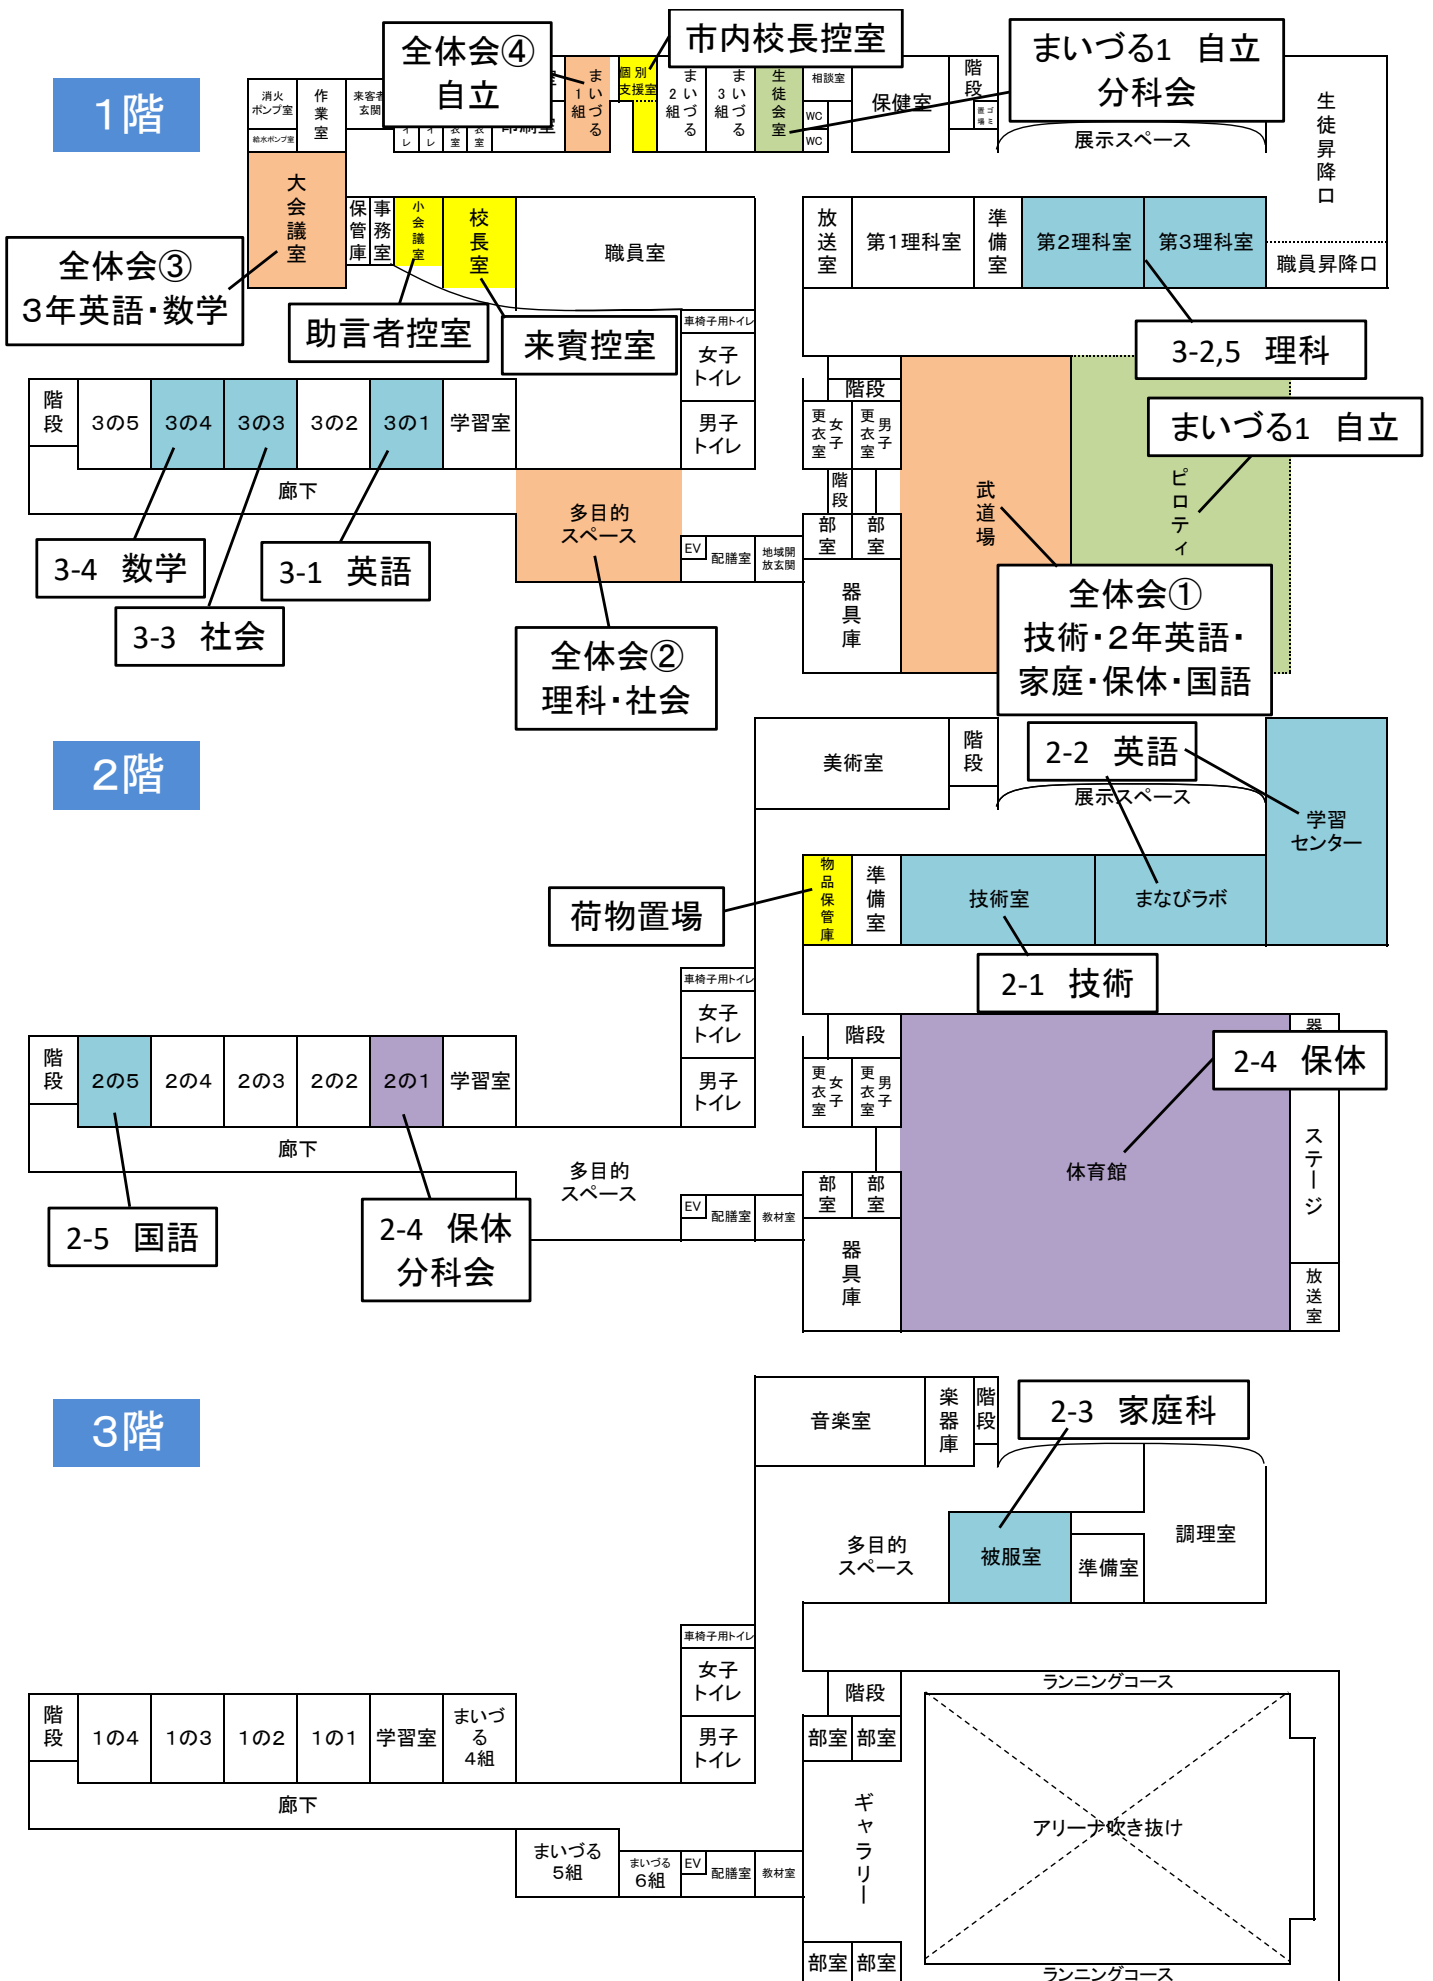 1階
全体会④
自立
市内校長控室
まいづる1 自立
分科会
消火
ポンプ室
給水ポンプ室
作業室
来客者
玄関
まいづる1組
個別
支援室
まいづる2組
まいづる3組
生徒会室
相談室
WC
WC
保健室
階段
ゴミ置場
展示スペース
生徒昇降口
職員昇降口
大会議室
保管庫
事務室
小会議室
校長室
職員室
放送室
第1理科室
準備室
第2理科室
第3理科室
全体会③
3年英語・数学
助言者控室
来賓控室
3-2,5 理科
まいづる1 自立
車椅子用トイレ
女子
トイレ
男子
トイレ
階段
3の5
3の4
3の3
3の2
3の1
学習室
廊下
階段
女子更衣室
男子更衣室
階段
部室
部室
器具庫
武道場
ピロティ
多目的
スペース
EV
配膳室
地域開
放玄関
3-4 数学
3-1 英語
3-3 社会
全体会②
理科・社会
全体会①
技術・2年英語・
家庭・保体・国語
2階
美術室
階段
2-2 英語
展示スペース
学習
センター
荷物置場
物品保管庫
準備室
技術室
まなびラボ
2-1 技術
車椅子用トイレ
女子
トイレ
男子
トイレ
階段
2の5
2の4
2の3
2の2
2の1
学習室
廊下
階段
女子更衣室
男子更衣室
部室
部室
器具庫
器
2-4 保体
体育館
ステージ
放送室
多目的
スペース
EV
配膳室
教材室
2-5 国語
2-4 保体
分科会
3階
音楽室
楽器庫
階段
2-3 家庭科
多目的
スペース
被服室
準備室
調理室
車椅子用トイレ
女子
トイレ
男子
トイレ
階段
1の4
1の3
1の2
1の1
学習室
まいづ
る
4組
廊下
まいづる
5組
まいづる
6組
EV
配膳室
教材室
階段
部室
部室
ギャラリー
部室
部室
ランニングコース
アリーナ吹き抜け
ランニングコース